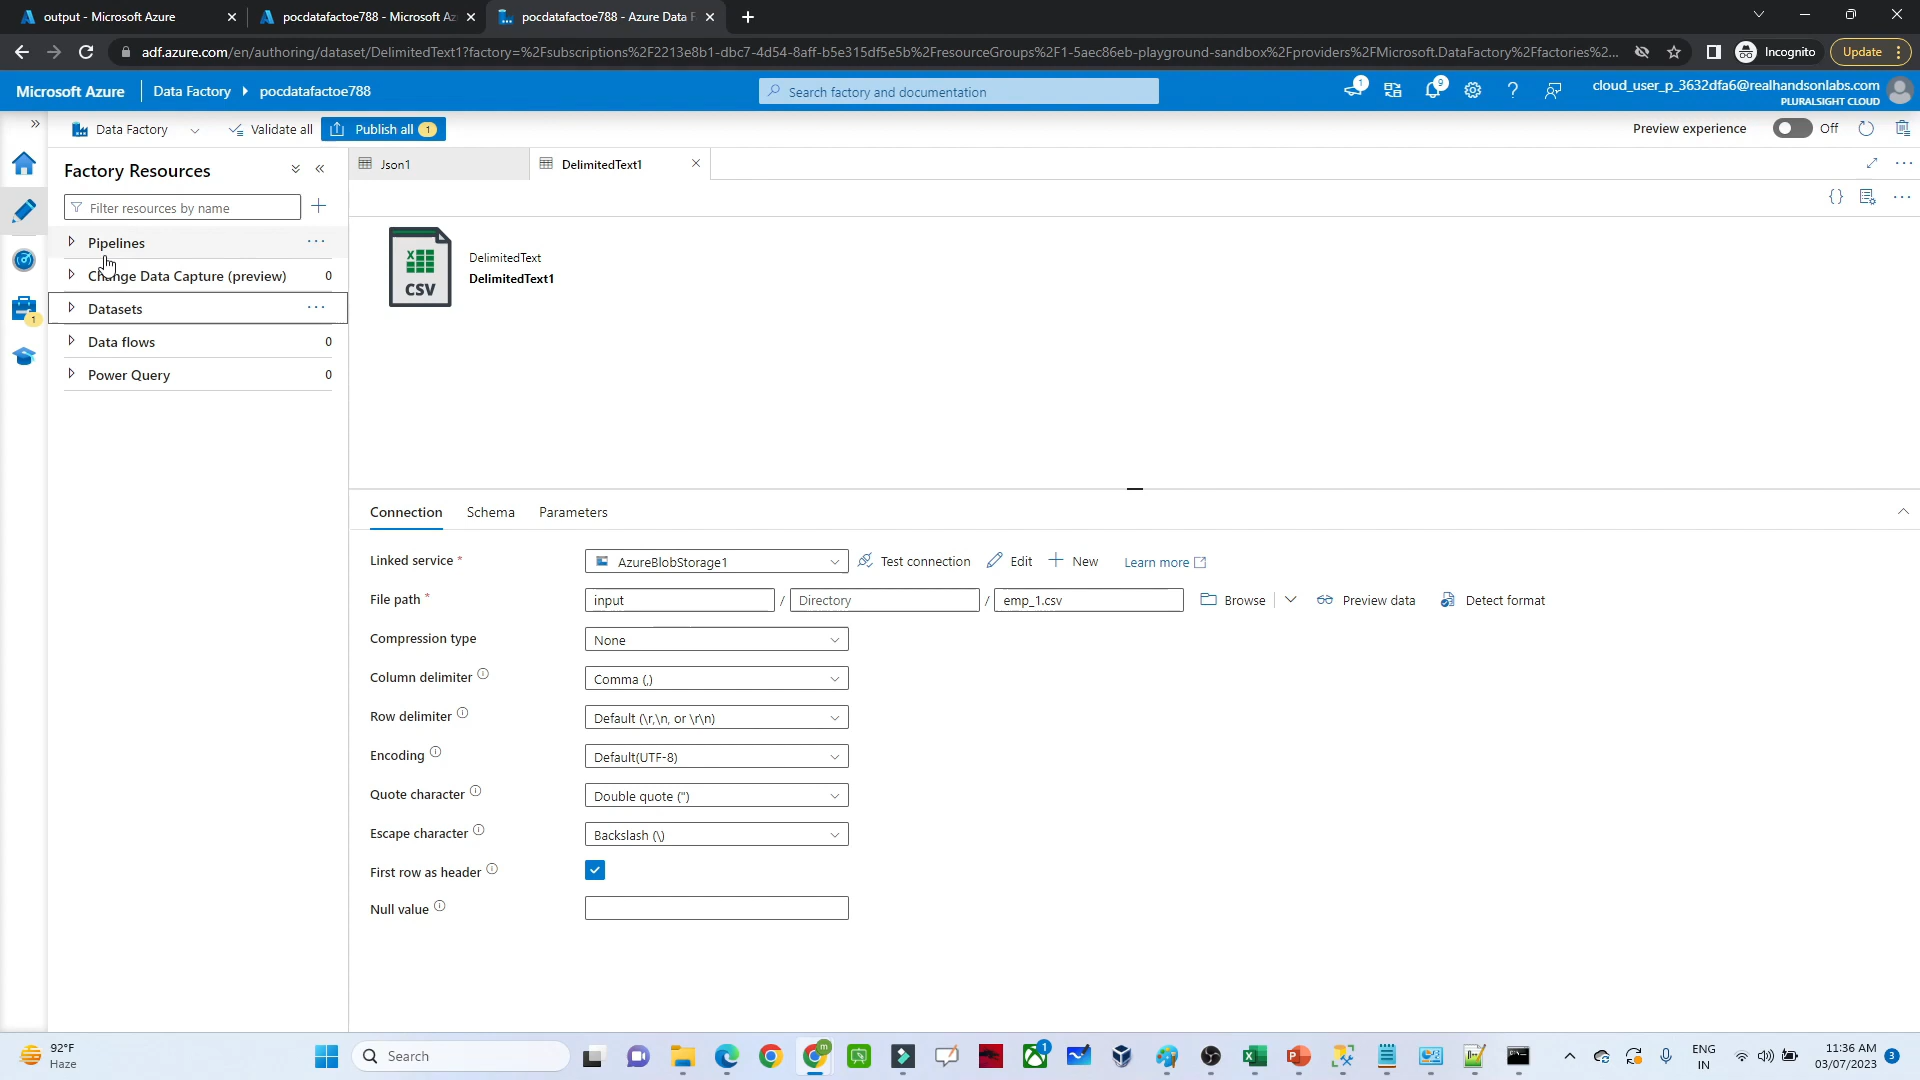 output - Microsoft Azure
pocdatafactoe788 - Microsoft Az
pocdatafactoe788 - Azure Data F
adf.azure.com/en/authoring/dataset/DelimitedText1?factory=%2Fsubscriptions%2F2213e8b1-dbc7-4d54-8aff-b5e315df5e5b%2FresourceGroups%2F1-5aec86eb-playground-sandbox%2Fproviders%2FMicrosoft.DataFactory%2Ffactories%2...
Incognito
Update
Microsoft Azure
Data Factory
pocdatafactoe788
Search factory and documentation
1
9
cloud_user_p_3632dfa6@realhandsonlabs.com
PLURALSIGHT CLOUD
Data Factory
Validate all
Publish all 1
Preview experience
Off
Factory Resources
Filter resources by name
Pipelines
Change Data Capture (preview) 0
Datasets
Data flows 0
Power Query 0
1
Json1
DelimitedText1
{}
CSV
DelimitedText
DelimitedText1
Connection
Schema
Parameters
Linked service *
AzureBlobStorage1
Test connection
Edit
New
Learn more
File path *
input / Directory / emp_1.csv
Browse
Preview data
Detect format
Compression type
None
Column delimiter
Comma (,)
Row delimiter
Default (\r,\n, or \r\n)
Encoding
Default(UTF-8)
Quote character
Double quote (")
Escape character
Backslash (\)
First row as header
Null value
92°F
Haze
Search
m
1
ENG
IN
11:36 AM
03/07/2023
3